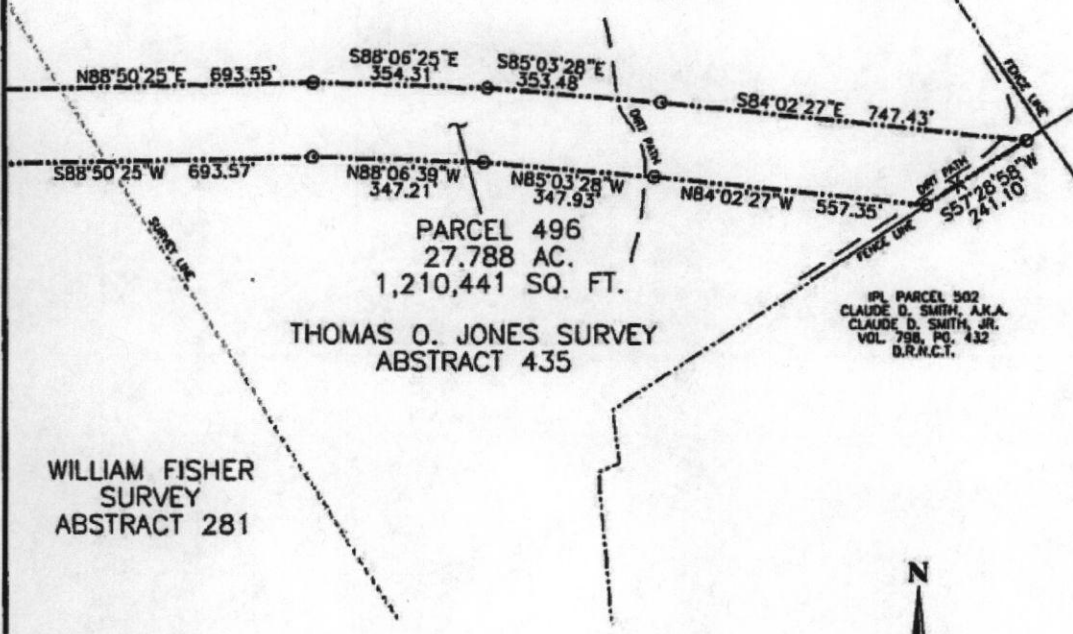 N88°50'25"E 693.55'
S88°06'25"E
354.31'
S85°03'28"E
353.48'
S84°02'27"E 747.43'
FENCE LINE
DIRT PATH
S88°50'25"W 693.57'
N88°06'39"W
347.21'
N85°03'28"W
347.93'
N84°02'27"W 557.35'
DIRT PATH
S57°28'58"W
241.10'
FENCE LINE
SURVEY LINE
PARCEL 496
27.788 AC.
1,210,441 SQ. FT.
THOMAS O. JONES SURVEY
ABSTRACT 435
IPL PARCEL 502
CLAUDE D. SMITH, A.K.A.
CLAUDE D. SMITH, JR.
VOL. 798, PG. 432
D.R.N.C.T.
WILLIAM FISHER
SURVEY
ABSTRACT 281
N